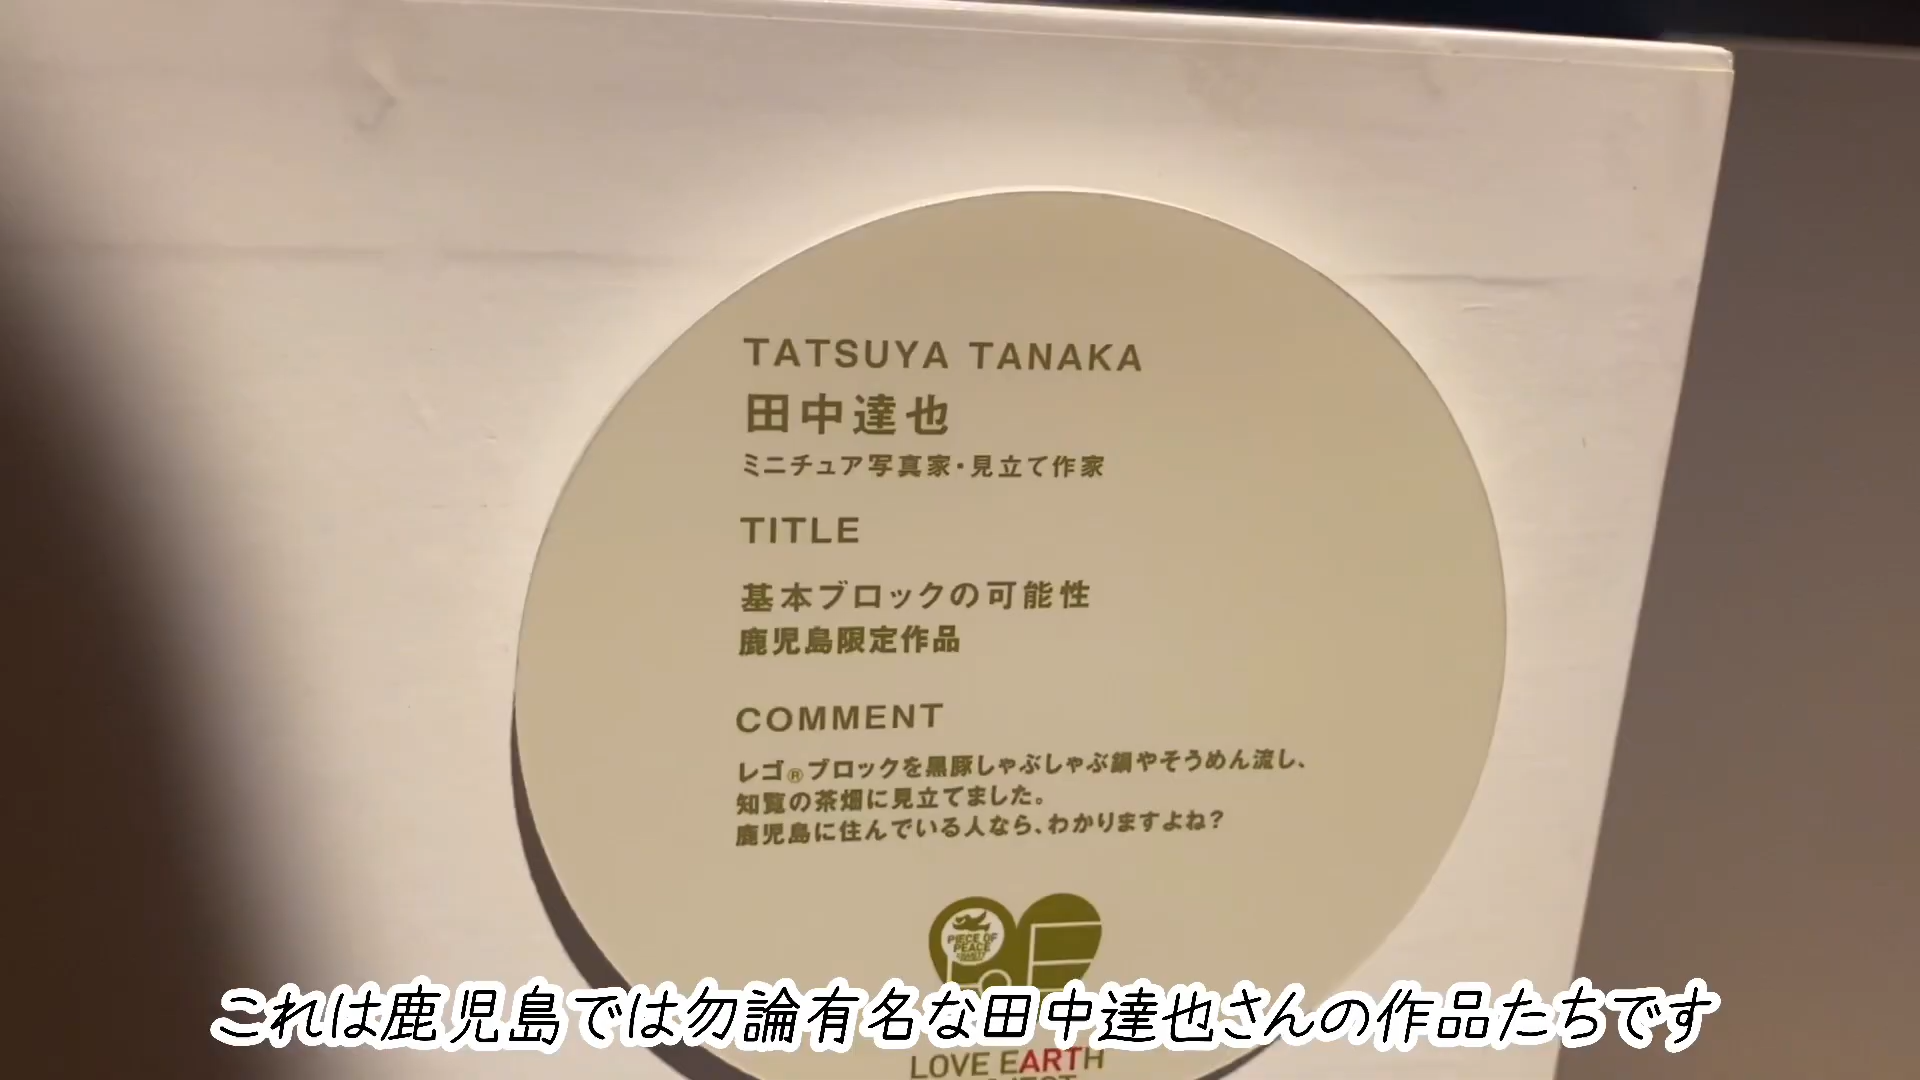 TATSUYA TANAKA
田中達也
ミニチュア写真家・見立て作家
TITLE
基本ブロックの可能性
鹿児島限定作品
COMMENT
レゴ®ブロックを黒豚しゃぶしゃぶ鍋やそうめん流し、
知覧の茶畑に見立てました。
鹿児島に住んでいる人なら、わかりますよね？
PIECE OF
PEACE
これは鹿児島では勿論有名な田中達也さんの作品たちです
LOVE EARTH